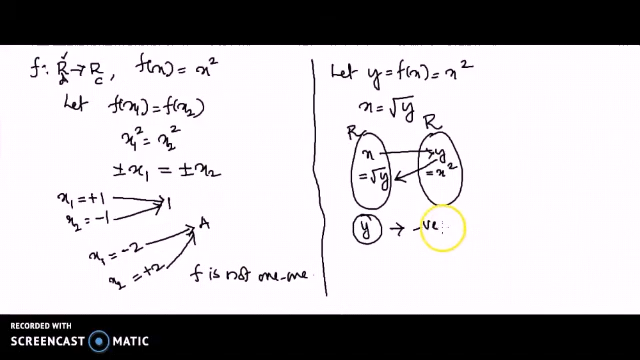 f: R → R, f(x) = x²
d c
Let f(x₁) = f(x₂)
x₁² = x₂²
±x₁ = ±x₂
x₁ = +1
x₂ = -1
1
x₁ = -2
x₂ = +2
A
f is not one-one.
Let y = f(x) = x²
x = √y
R R
x y
= √y = x²
y → -ve
RECORDED WITH
SCREENCAST MATIC